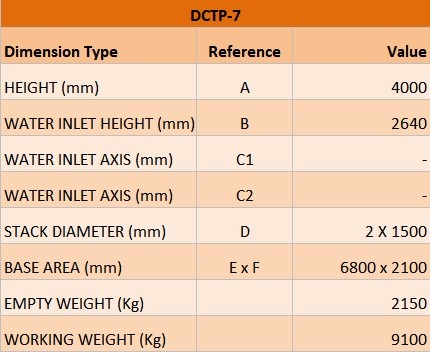 DCTP-7
Dimension Type Reference Value
HEIGHT (mm) A 4000
WATER INLET HEIGHT (mm) B 2640
WATER INLET AXIS (mm) C1 -
WATER INLET AXIS (mm) C2 -
STACK DIAMETER (mm) D 2 X 1500
BASE AREA (mm) E x F 6800 x 2100
EMPTY WEIGHT (Kg) 2150
WORKING WEIGHT (Kg) 9100